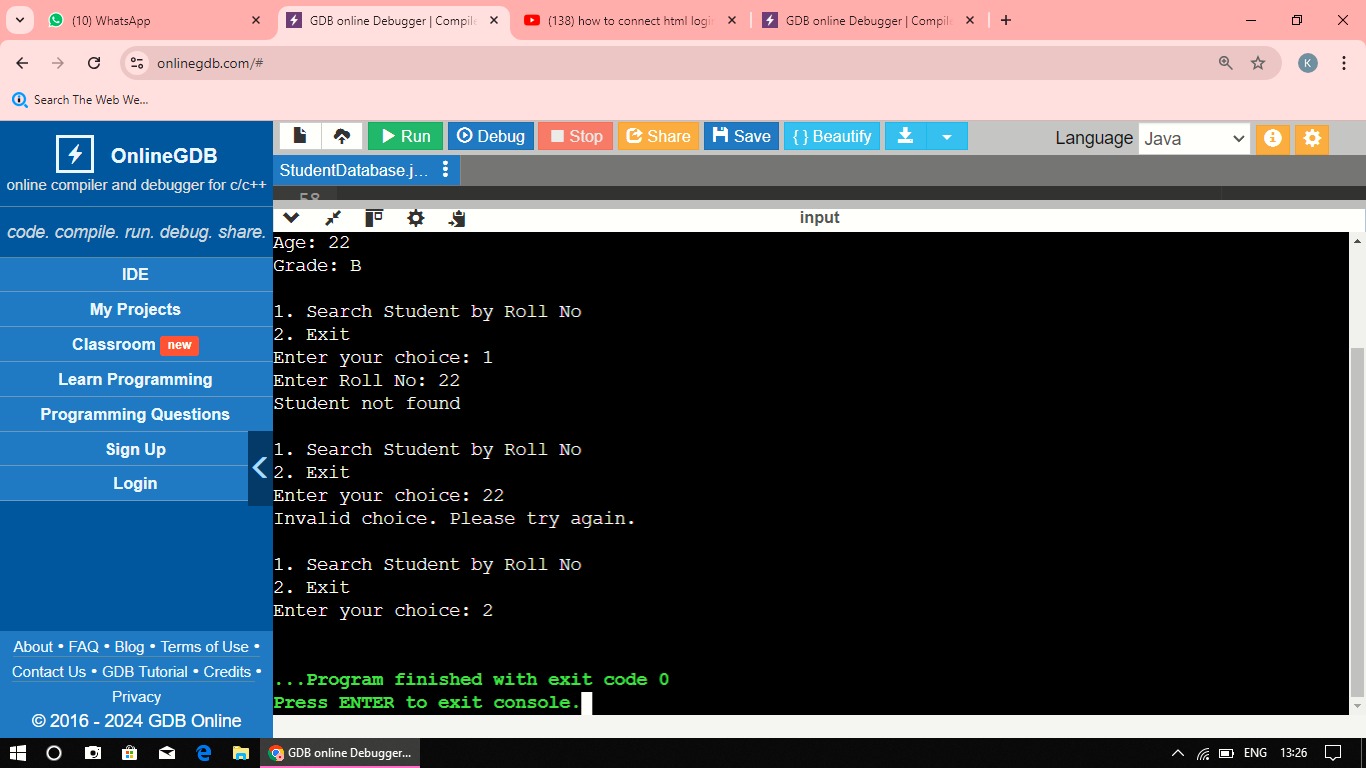 (10) WhatsApp
GDB online Debugger | Compile
(138) how to connect html logi
GDB online Debugger | Compil
onlinegdb.com/#
K
Search The Web We...
OnlineGDB
online compiler and debugger for c/c++
code. compile. run. debug. share.
IDE
My Projects
Classroom new
Learn Programming
Programming Questions
Sign Up
Login
About • FAQ • Blog • Terms of Use •
Contact Us • GDB Tutorial • Credits •
Privacy
© 2016 - 2024 GDB Online
Run Debug Stop Share Save { } Beautify
Language Java
StudentDatabase.j...
58
input
Age: 22
Grade: B
1. Search Student by Roll No
2. Exit
Enter your choice: 1
Enter Roll No: 22
Student not found
1. Search Student by Roll No
2. Exit
Enter your choice: 22
Invalid choice. Please try again.
1. Search Student by Roll No
2. Exit
Enter your choice: 2
...Program finished with exit code 0
Press ENTER to exit console.
GDB online Debugger...
ENG 13:26